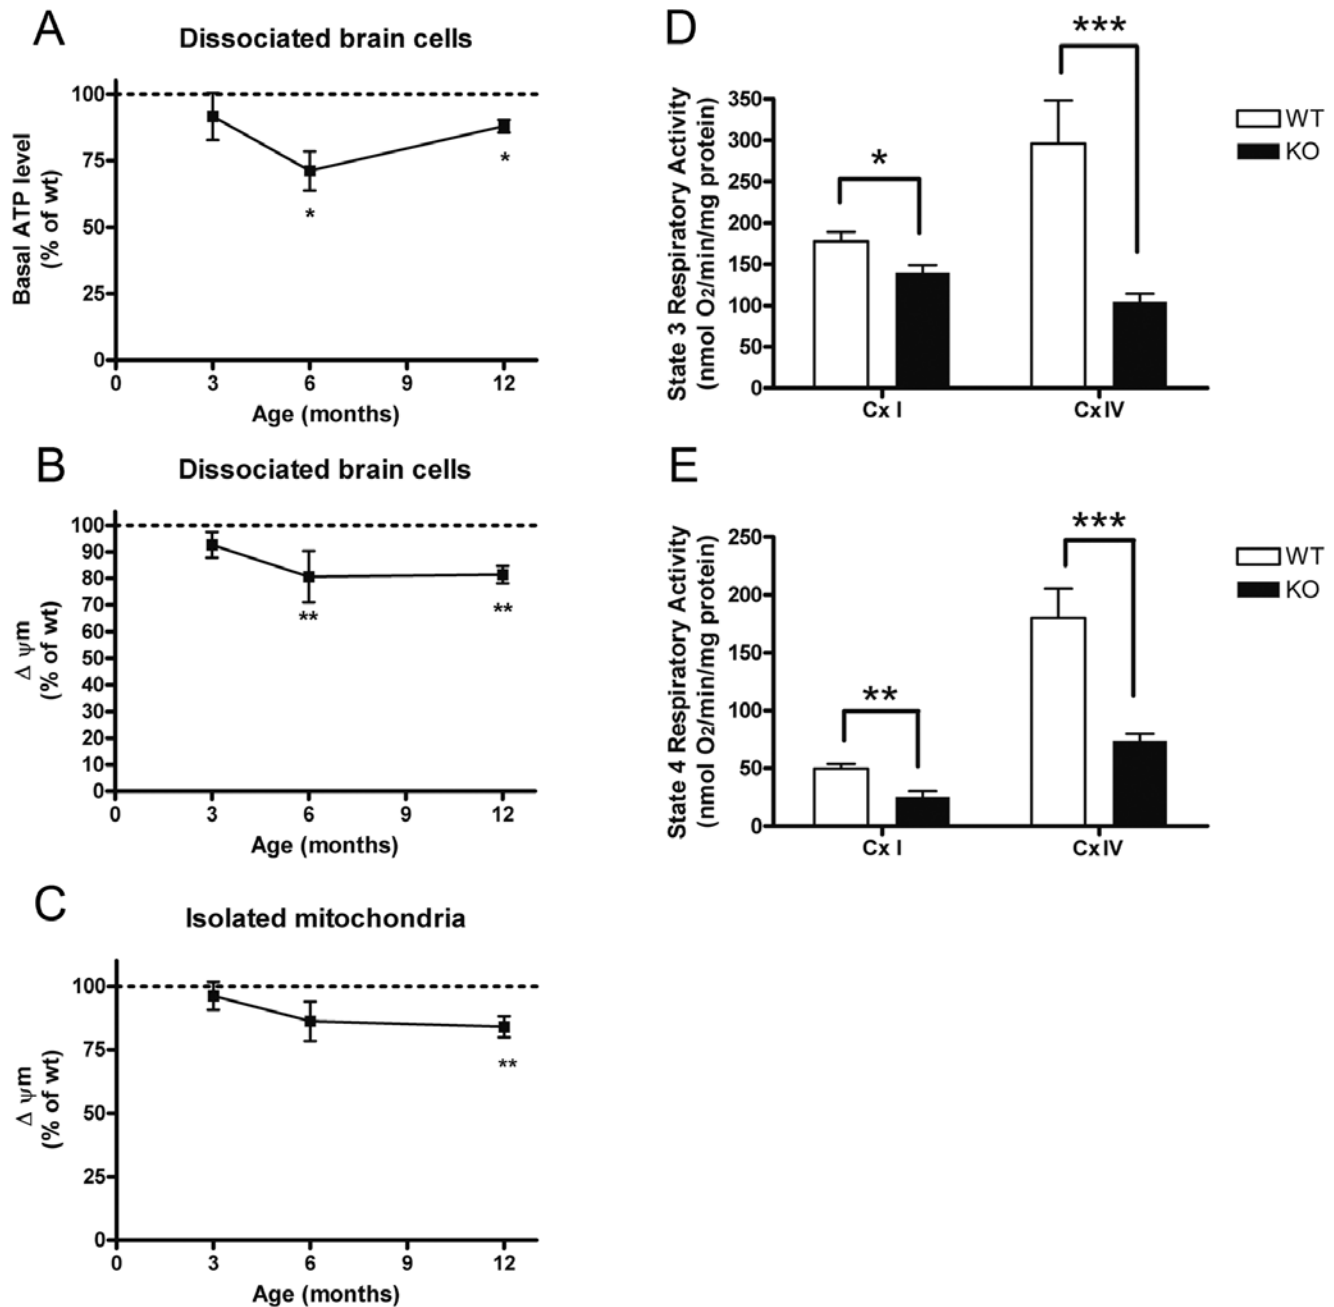 A
Dissociated brain cells
Basal ATP level
(% of wt)
100
75
50
25
0
0 3 6 9 12
* *
Age (months)
B
Dissociated brain cells
Δ ψm
(% of wt)
100
90
80
70
60
50
40
30
20
10
0
0 3 6 9 12
** **
Age (months)
C
Isolated mitochondria
Δ ψm
(% of wt)
100
75
50
25
0
0 3 6 9 12
**
Age (months)
D
State 3 Respiratory Activity
(nmol O2/min/mg protein)
350
300
250
200
150
100
50
0
* ***
Cx I CxIV
WT
KO
E
State 4 Respiratory Activity
(nmol O2/min/mg protein)
250
200
150
100
50
0
** ***
Cx I CxIV
WT
KO